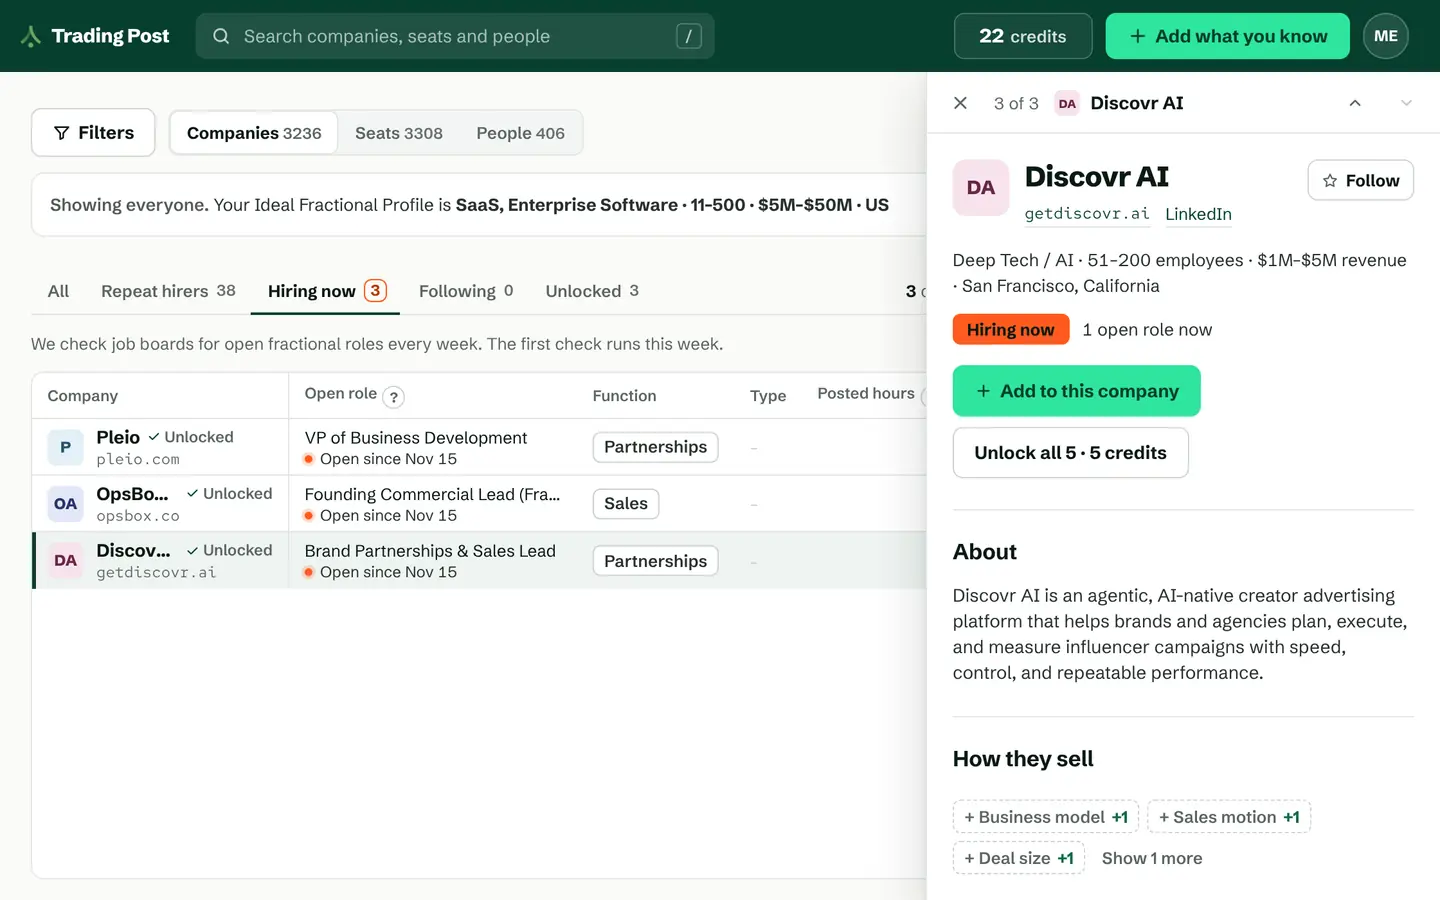 Trading Post
Search companies, seats and people
/
22 credits
+ Add what you know
ME
Filters
Companies 3236
Seats 3308
People 406
Showing everyone. Your Ideal Fractional Profile is SaaS, Enterprise Software · 11-500 · $5M-$50M · US
All
Repeat hirers 38
Hiring now 3
Following 0
Unlocked 3
3
We check job boards for open fractional roles every week. The first check runs this week.
Company
Open role ?
Function
Type
Posted hours
P
Pleio ✓ Unlocked
pleio.com
VP of Business Development
Open since Nov 15
Partnerships
–
OA
OpsBo... ✓ Unlocked
opsbox.co
Founding Commercial Lead (Fra...
Open since Nov 15
Sales
–
DA
Discov... ✓ Unlocked
getdiscovr.ai
Brand Partnerships & Sales Lead
Open since Nov 15
Partnerships
–
3 of 3
DA
Discovr AI
DA
Discovr AI
getdiscovr.ai LinkedIn
Follow
Deep Tech / AI · 51-200 employees · $1M-$5M revenue
· San Francisco, California
Hiring now
1 open role now
+ Add to this company
Unlock all 5 · 5 credits
About
Discovr AI is an agentic, AI-native creator advertising
platform that helps brands and agencies plan, execute,
and measure influencer campaigns with speed,
control, and repeatable performance.
How they sell
+ Business model +1
+ Sales motion +1
+ Deal size +1
Show 1 more